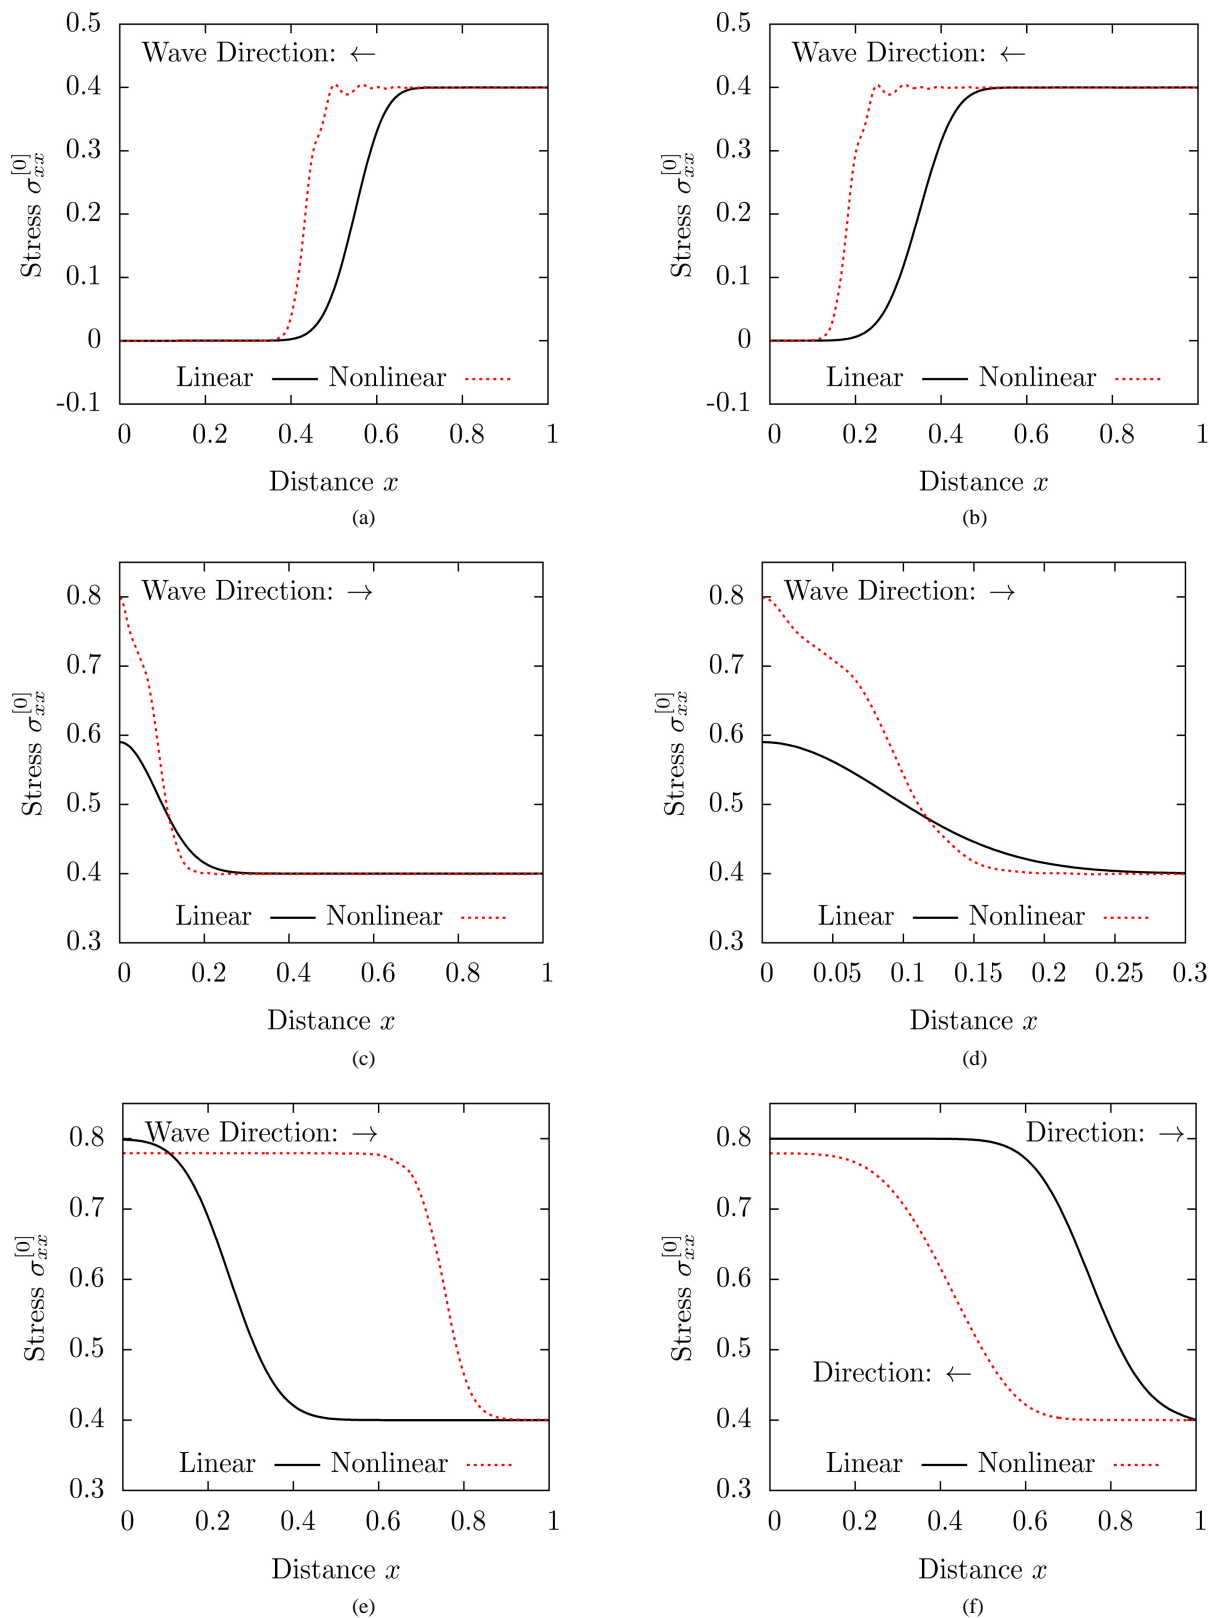 0.5
Wave Direction: ←
0.4
0.3
0.2
0.1
0
-0.1
Stress σ_{xx}^{[0]}
Linear Nonlinear
0 0.2 0.4 0.6 0.8 1
Distance x
(a)
0.5
Wave Direction: ←
0.4
0.3
0.2
0.1
0
-0.1
Stress σ_{xx}^{[0]}
Linear Nonlinear
0 0.2 0.4 0.6 0.8 1
Distance x
(b)
Wave Direction: →
0.8
0.7
0.6
0.5
0.4
0.3
Stress σ_{xx}^{[0]}
Linear Nonlinear
0 0.2 0.4 0.6 0.8 1
Distance x
(c)
Wave Direction: →
0.8
0.7
0.6
0.5
0.4
0.3
Stress σ_{xx}^{[0]}
Linear Nonlinear
0 0.05 0.1 0.15 0.2 0.25 0.3
Distance x
(d)
Wave Direction: →
0.8
0.7
0.6
0.5
0.4
0.3
Stress σ_{xx}^{[0]}
Linear Nonlinear
0 0.2 0.4 0.6 0.8 1
Distance x
(e)
Direction: →
0.8
0.7
0.6
0.5
0.4
0.3
Stress σ_{xx}^{[0]}
Direction: ←
Linear Nonlinear
0 0.2 0.4 0.6 0.8 1
Distance x
(f)